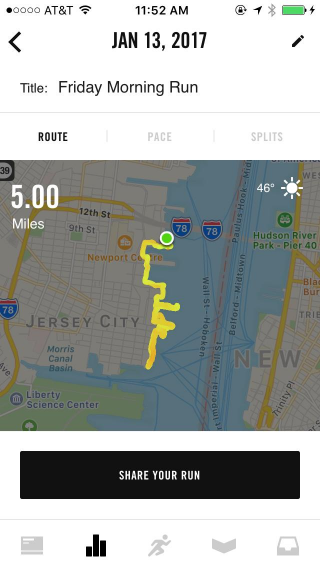 AT&T
11:52 AM
JAN 13, 2017
Title: Friday Morning Run
ROUTE
PACE
SPLITS
39
5.00
Miles
46°
12th St
9th St
78
78
Hudson River
Park - Pier 40
Newport Centre
78
JERSEY CITY
Morris
Canal
Basin
Liberty
Science Center
Paulus Hook -
Wall St - Hoboken
Belford - Midtown
Imperial - Wall St
NEW
Trinity Pl
SHARE YOUR RUN